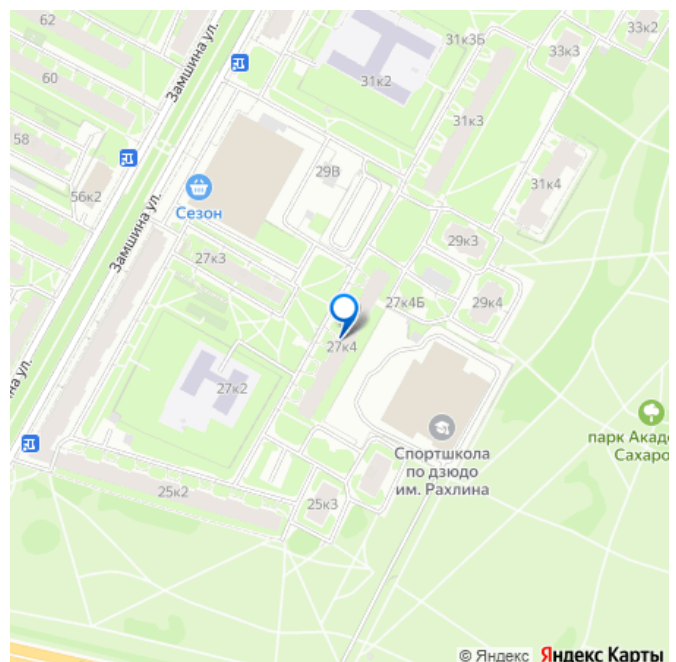 62
Замшина ул.
31к3Б
33к2
33к3
60
31к2
58
31к3
56к2
29В
31к4
Сезон
Замшина ул.
27к3
29к3
27к4Б
29к4
27к4
на ул.
27к2
парк Акаде
Сахаро
Спортшкола
по дзюдо
им. Рахлина
25к2
25к3
© Яндекс Яндекс Карты